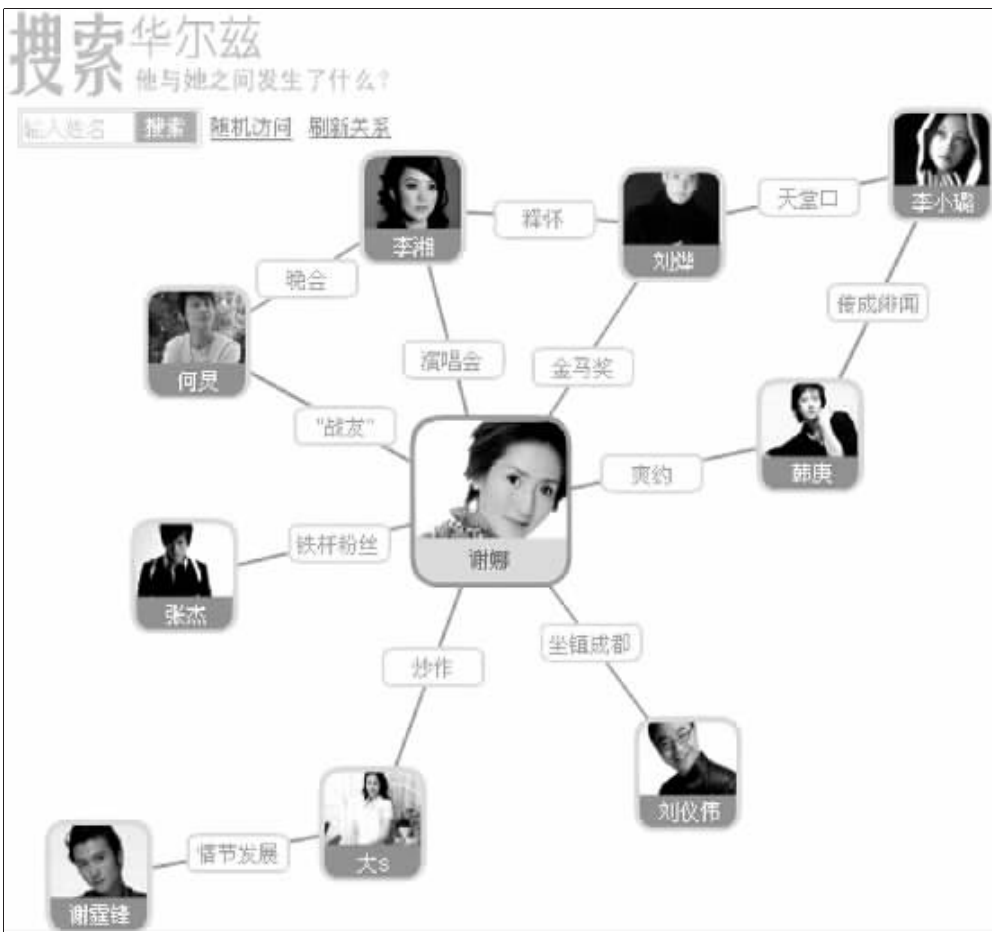 搜索华尔兹
他与她之间发生了什么?
输入姓名 搜索 随机访问 刷新关系
李小璐
天堂口
释怀
李湘
刘烨
晚会
传成绯闻
演唱会
金马奖
何炅
"战友"
爽约
韩庚
铁杆粉丝
谢娜
张杰
坐镇成都
炒作
刘仪伟
情节发展
大s
谢霆锋